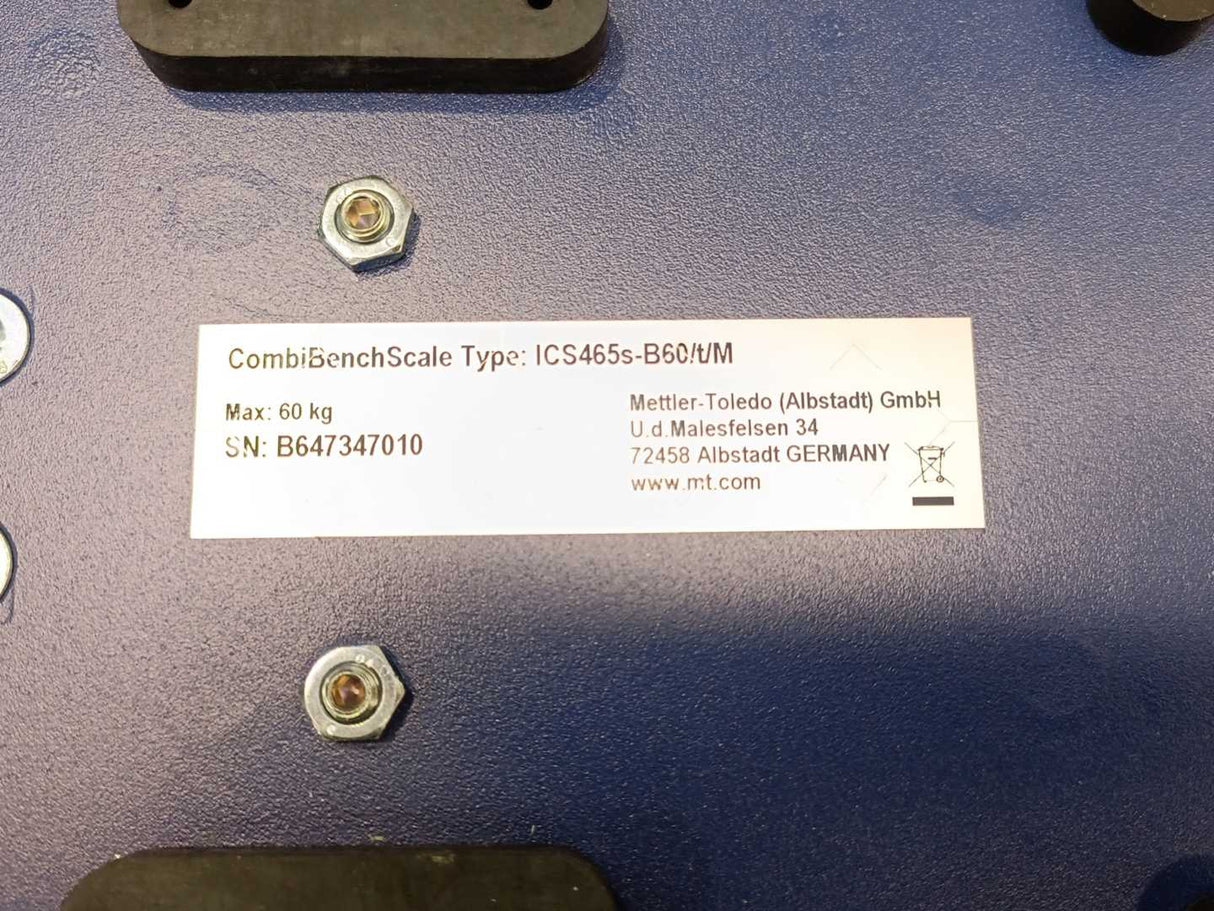 CombiBenchScale Type: ICS465s-B60/t/M
Max: 60 kg
SN: B647347010
Mettler-Toledo (Albstadt) GmbH
U.d.Malesfelsen 34
72458 Albstadt GERMANY
www.mt.com